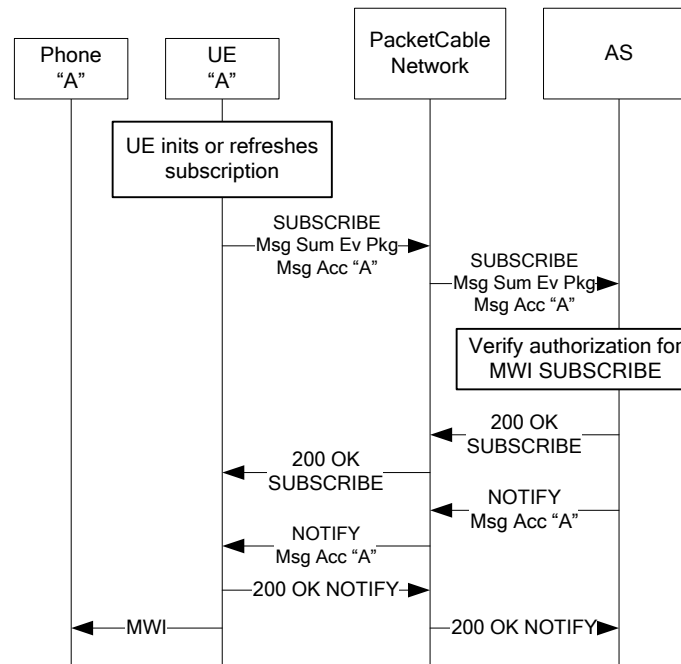 Phone
“A”
UE
“A”
PacketCable
Network
AS
UE inits or refreshes
subscription
SUBSCRIBE
Msg Sum Ev Pkg
Msg Acc “A”
SUBSCRIBE
Msg Sum Ev Pkg
Msg Acc “A”
Verify authorization for
MWI SUBSCRIBE
200 OK
SUBSCRIBE
200 OK
SUBSCRIBE
NOTIFY
Msg Acc “A”
NOTIFY
Msg Acc “A”
200 OK NOTIFY
MWI
200 OK NOTIFY